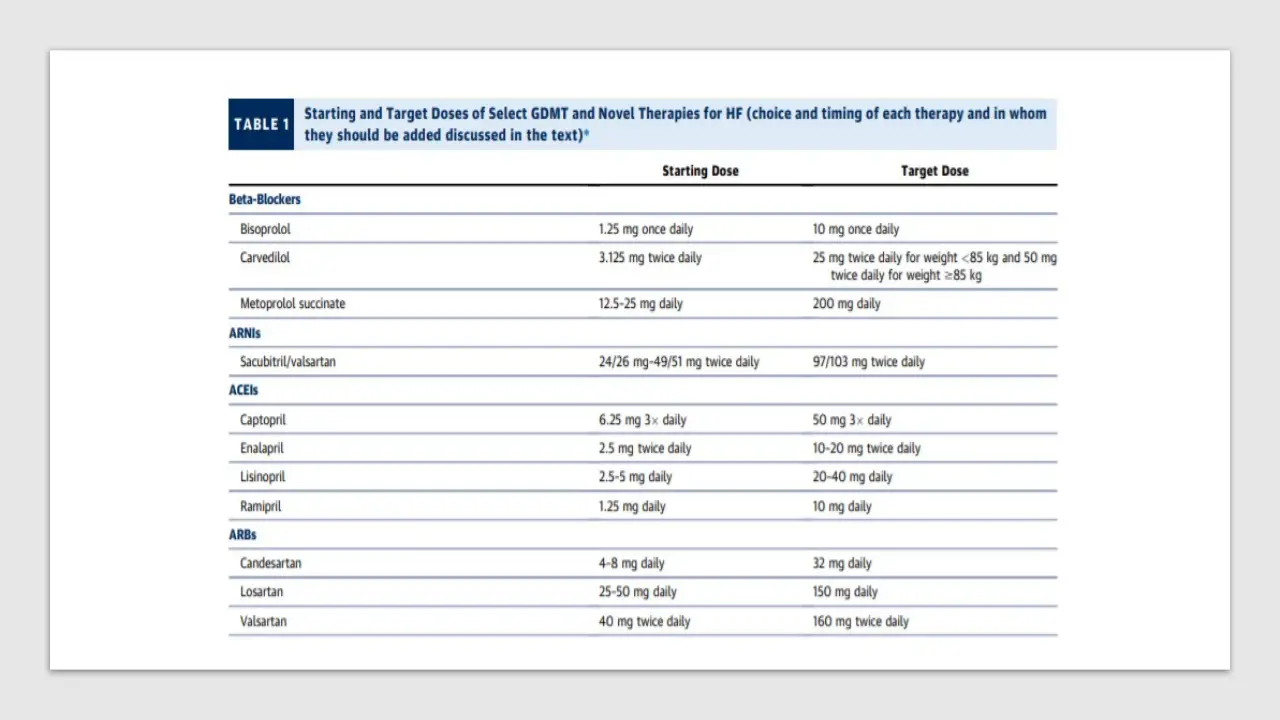 TABLE 1
Starting and Target Doses of Select GDMT and Novel Therapies for HF (choice and timing of each therapy and in whom
they should be added discussed in the text)*
Starting Dose Target Dose
Beta-Blockers
Bisoprolol 1.25 mg once daily 10 mg once daily
Carvedilol 3.125 mg twice daily 25 mg twice daily for weight <85 kg and 50 mg
twice daily for weight ≥85 kg
Metoprolol succinate 12.5-25 mg daily 200 mg daily
ARNIs
Sacubitril/valsartan 24/26 mg-49/51 mg twice daily 97/103 mg twice daily
ACEIs
Captopril 6.25 mg 3× daily 50 mg 3× daily
Enalapril 2.5 mg twice daily 10-20 mg twice daily
Lisinopril 2.5-5 mg daily 20-40 mg daily
Ramipril 1.25 mg daily 10 mg daily
ARBs
Candesartan 4-8 mg daily 32 mg daily
Losartan 25-50 mg daily 150 mg daily
Valsartan 40 mg twice daily 160 mg twice daily